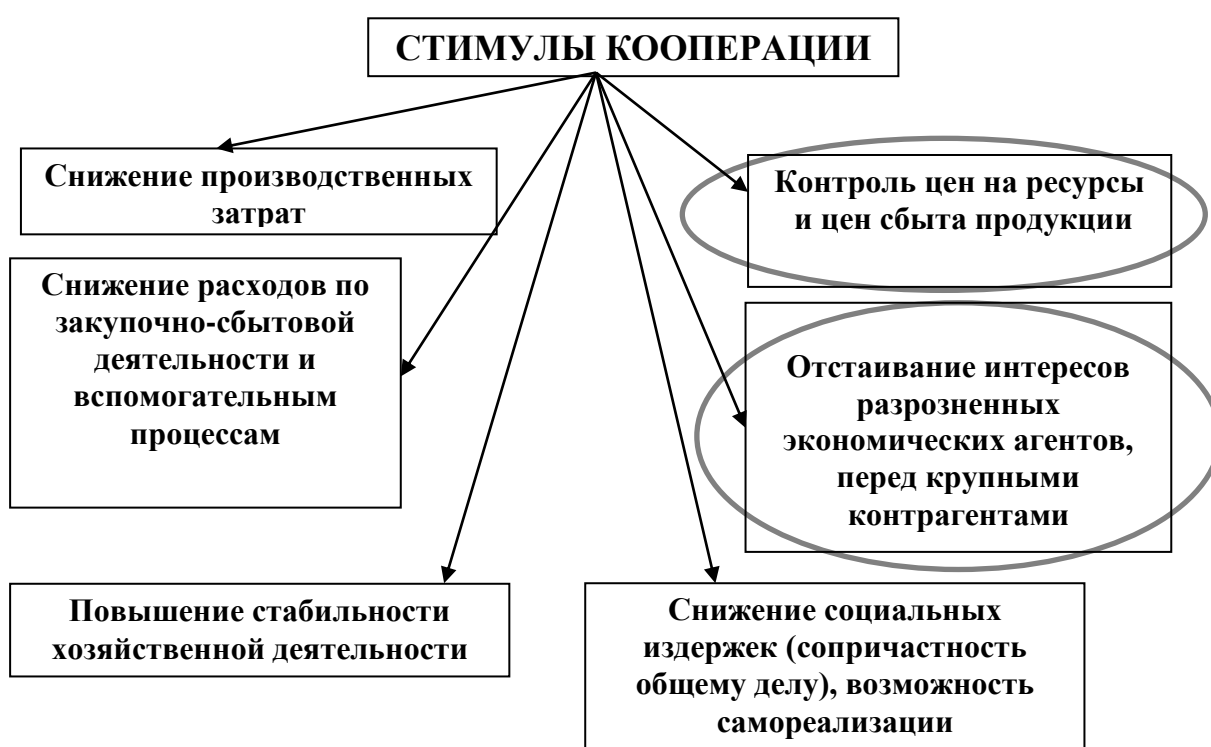 СТИМУЛЫ КООПЕРАЦИИ
Снижение производственных
затрат
Контроль цен на ресурсы
и цен сбыта продукции
Снижение расходов по
закупочно-сбытовой
деятельности и
вспомогательным
процессам
Отстаивание интересов
разрозненных
экономических агентов,
перед крупными
контрагентами
Повышение стабильности
хозяйственной деятельности
Снижение социальных
издержек (сопричастность
общему делу), возможность
самореализации